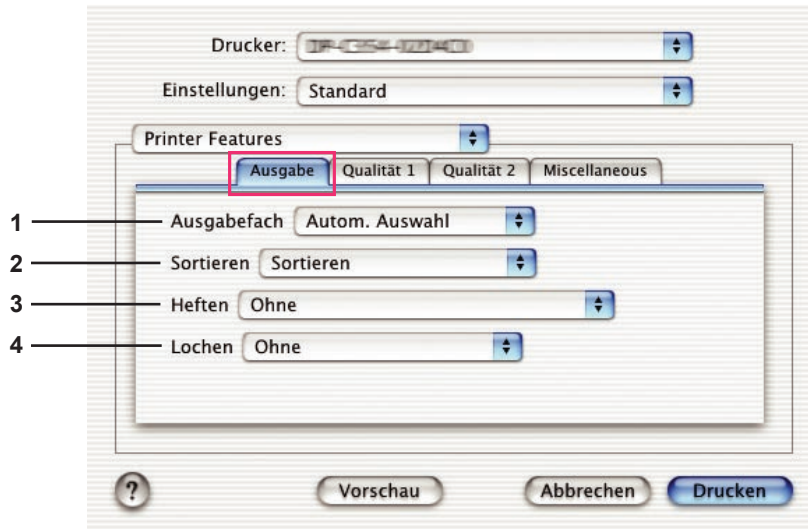 Drucker:
Einstellungen: Standard
Printer Features
Ausgabe Qualität 1 Qualität 2 Miscellaneous
1 Ausgabefach Autom. Auswahl
2 Sortieren Sortieren
3 Heften Ohne
4 Lochen Ohne
? Vorschau Abbrechen Drucken